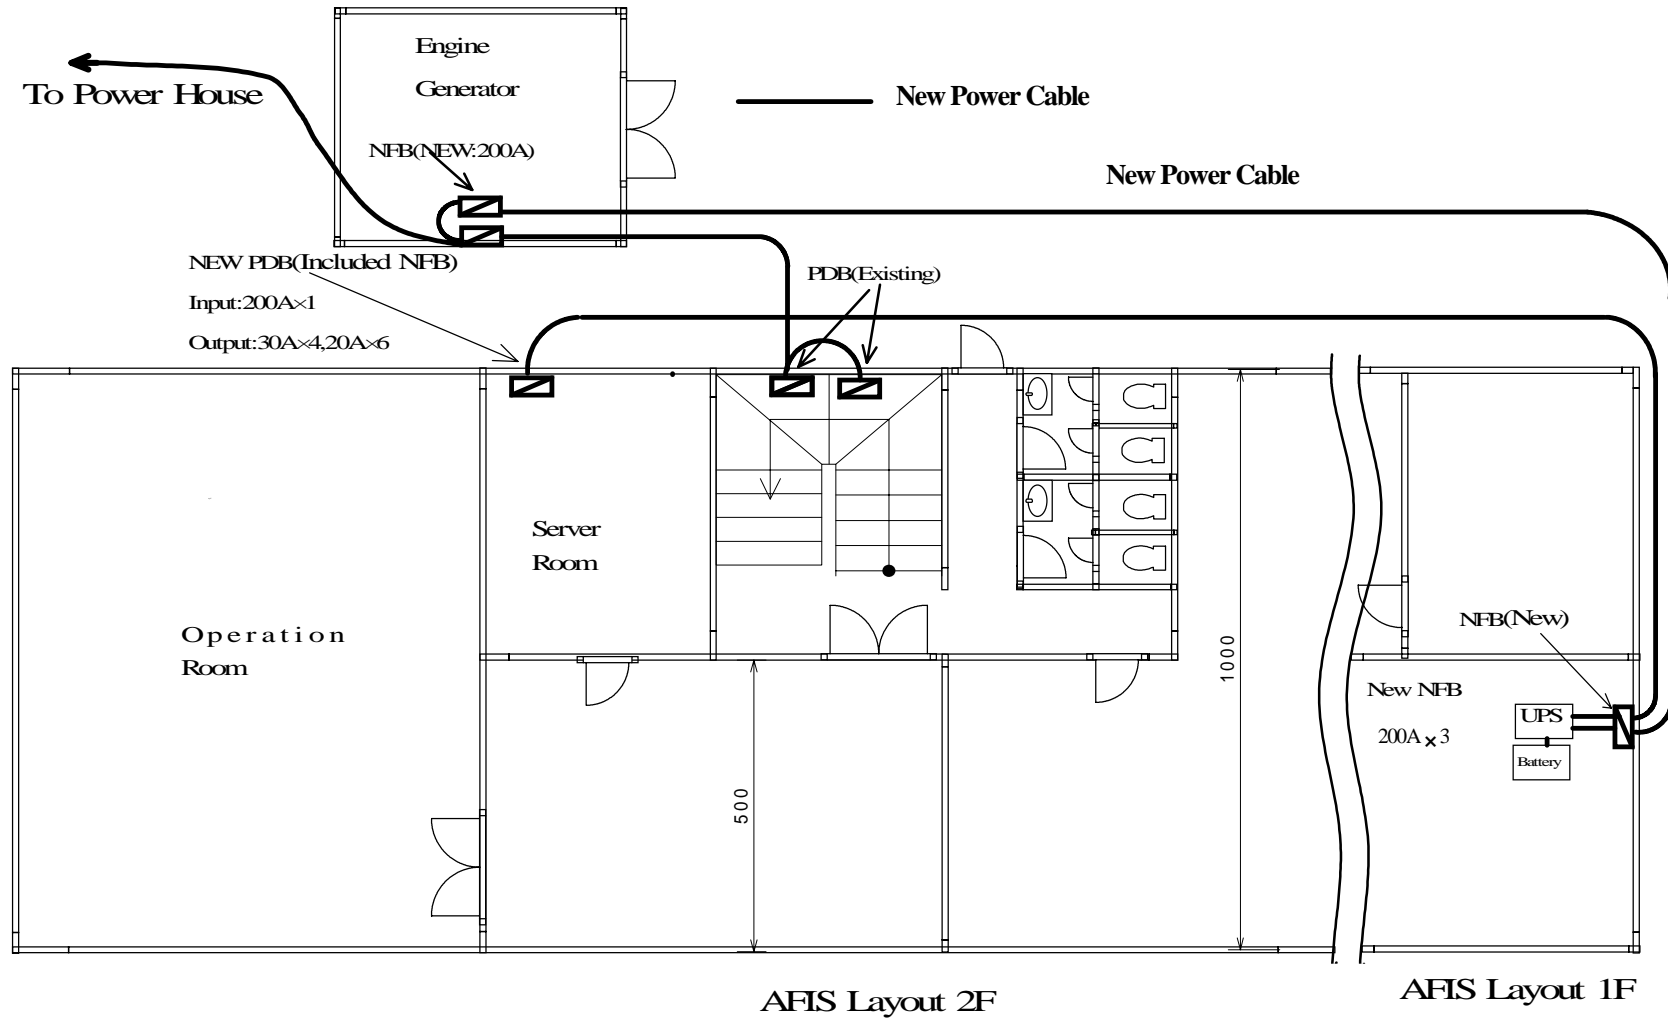 Engine
Generator
To Power House
New Power Cable
NFB(NEW:200A)
New Power Cable
NEW PDB(Included NFB)
Input:200A×1
Output:30A×4,20A×6
PDB(Existing)
Server
Room
Operation
Room
1000
500
NFB(New)
New NFB
200A × 3
UPS
Battery
AFIS Layout 2F
AFIS Layout 1F